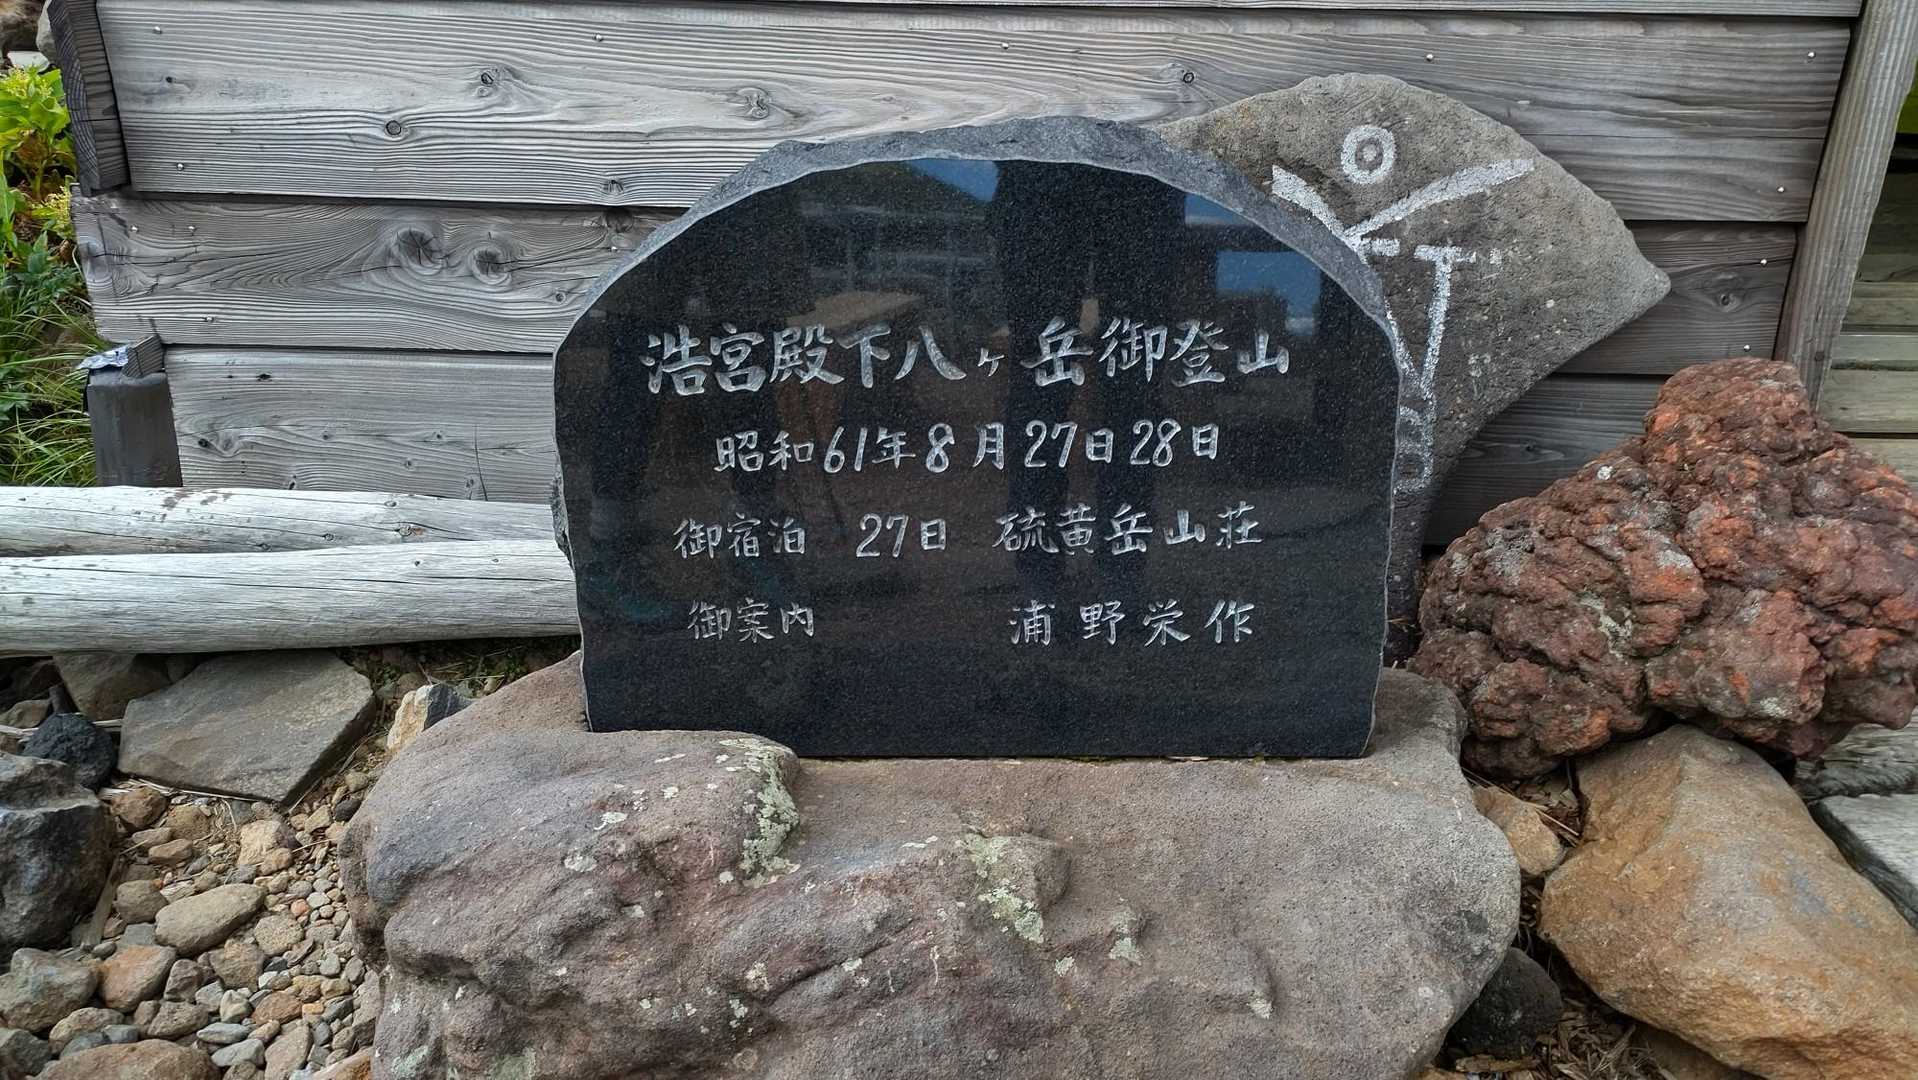 浩宮殿下八ヶ岳御登山
昭和61年8月27日28日
御宿泊 27日 硫黄岳山荘
御案内 浦野栄作